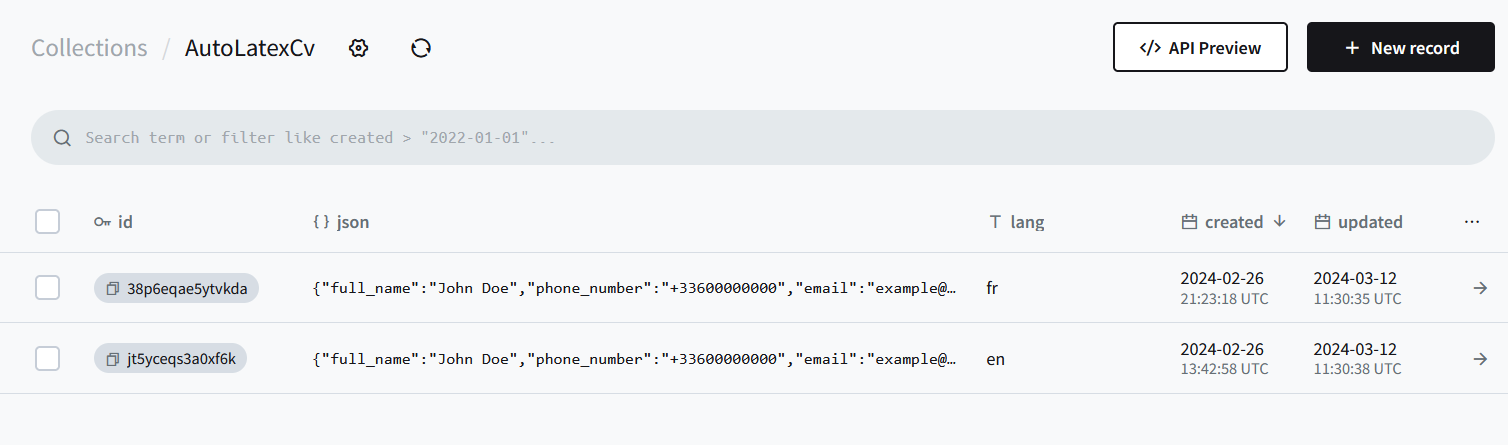 Collections / AutoLatexCv
</> API Preview
+ New record
Search term or filter like created > "2022-01-01"...
id {} json T lang created updated ...
38p6eqae5ytvkda {"full_name":"John Doe","phone_number":"+33600000000","email":"example@… fr 2024-02-26 2024-03-12
21:23:18 UTC 11:30:35 UTC
jt5yceqs3a0xf6k {"full_name":"John Doe","phone_number":"+33600000000","email":"example@… en 2024-02-26 2024-03-12
13:42:58 UTC 11:30:38 UTC